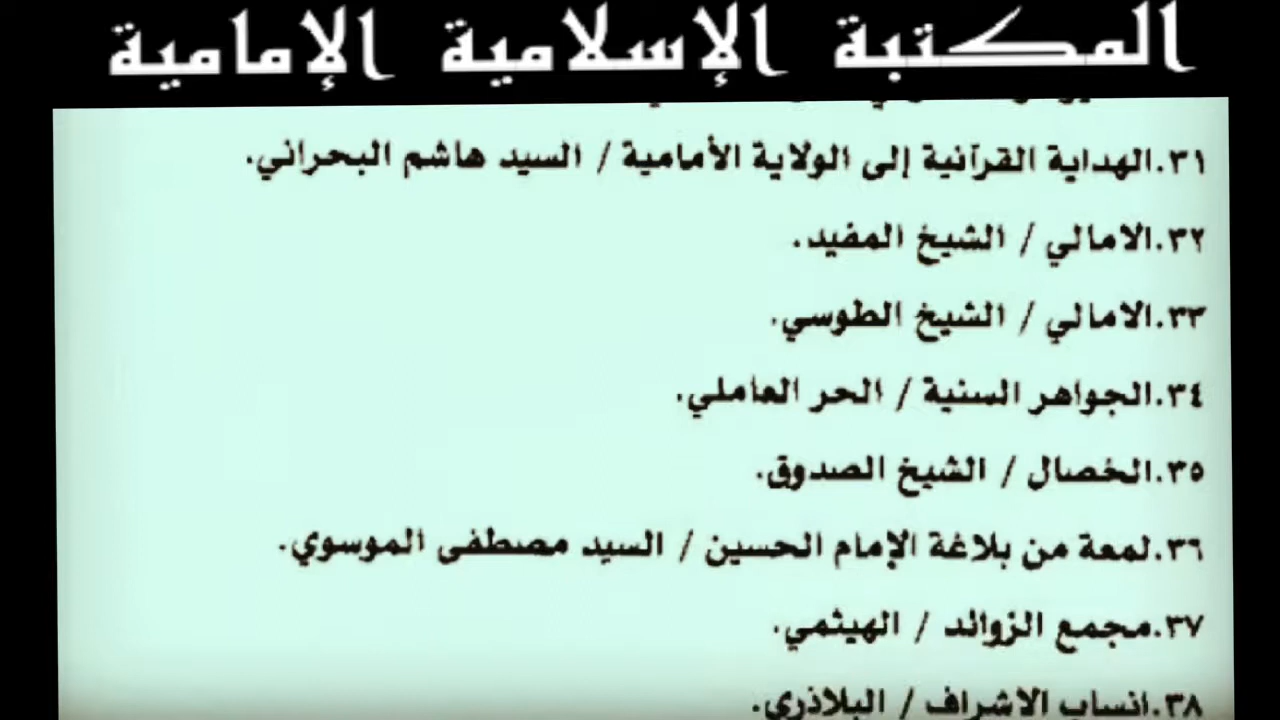 المكتبة الإسلامية الإمامية
٣١.الهداية القرآنية إلى الولاية الأمامية / السيد هاشم البحراني.
٣٢.الامالي / الشيخ المفيد.
٣٣.الامالي / الشيخ الطوسي.
٣٤.الجواهر السنية / الحر العاملي.
٣٥.الخصال / الشيخ الصدوق.
٣٦.لمعة من بلاغة الإمام الحسين / السيد مصطفى الموسوي.
٣٧.مجمع الزوائد / الهيثمي.
٣٨.انساب الاشراف / البلاذري.